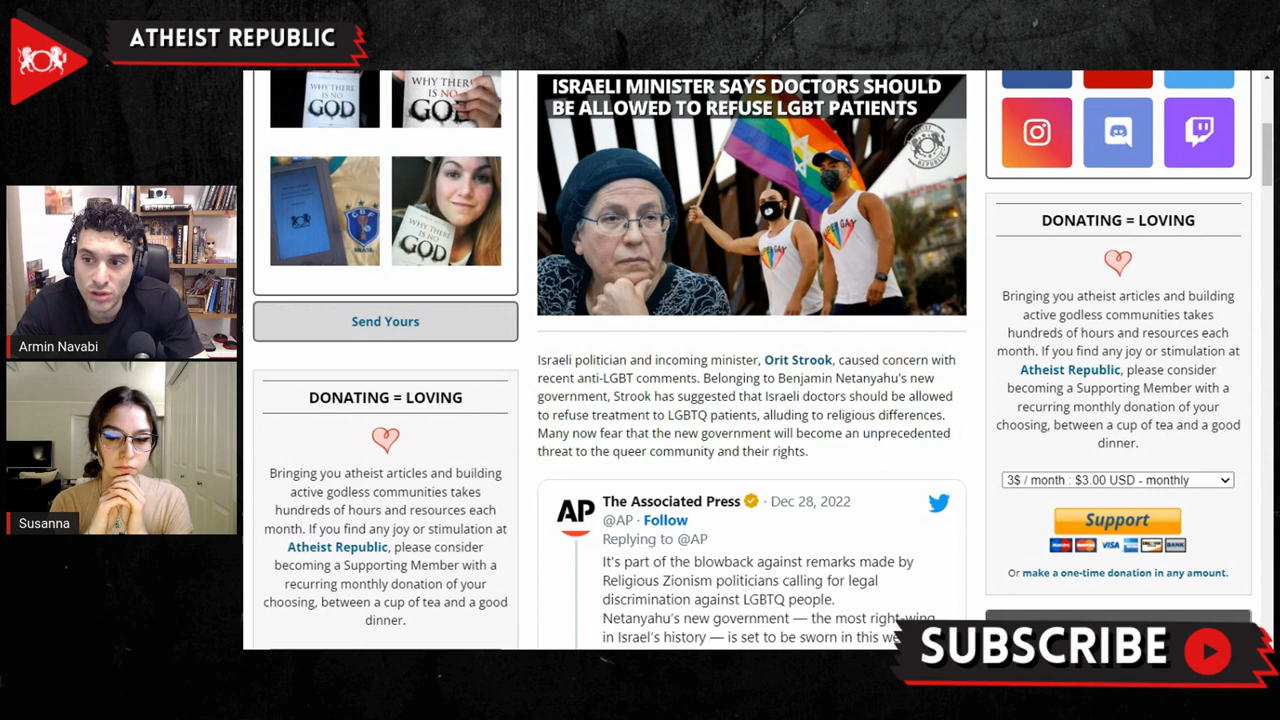 ATHEIST REPUBLIC
WHY THERE
IS NO
GOD
WHY THERE
IS NO
GOD
WHY THERE
IS NO
GOD
BRASIL
Send Yours
DONATING = LOVING
Bringing you atheist articles and building
active godless communities takes
hundreds of hours and resources each
month. If you find any joy or stimulation at
Atheist Republic, please consider
becoming a Supporting Member with a
recurring monthly donation of your
choosing, between a cup of tea and a good
dinner.
Armin Navabi
Susanna
ISRAELI MINISTER SAYS DOCTORS SHOULD
BE ALLOWED TO REFUSE LGBT PATIENTS
Israeli politician and incoming minister, Orit Strook, caused concern with
recent anti-LGBT comments. Belonging to Benjamin Netanyahu's new
government, Strook has suggested that Israeli doctors should be allowed
to refuse treatment to LGBTQ patients, alluding to religious differences.
Many now fear that the new government will become an unprecedented
threat to the queer community and their rights.
AP
The Associated Press · Dec 28, 2022
@AP · Follow
Replying to @AP
It's part of the blowback against remarks made by
Religious Zionism politicians calling for legal
discrimination against LGBTQ people.
Netanyahu's new government — the most right-wing
in Israel's history — is set to be sworn in this
DONATING = LOVING
Bringing you atheist articles and building
active godless communities takes
hundreds of hours and resources each
month. If you find any joy or stimulation at
Atheist Republic, please consider
becoming a Supporting Member with a
recurring monthly donation of your
choosing, between a cup of tea and a good
dinner.
3$ / month : $3.00 USD - monthly
Support
VISA
BANK
Or make a one-time donation in any amount.
SUBSCRIBE